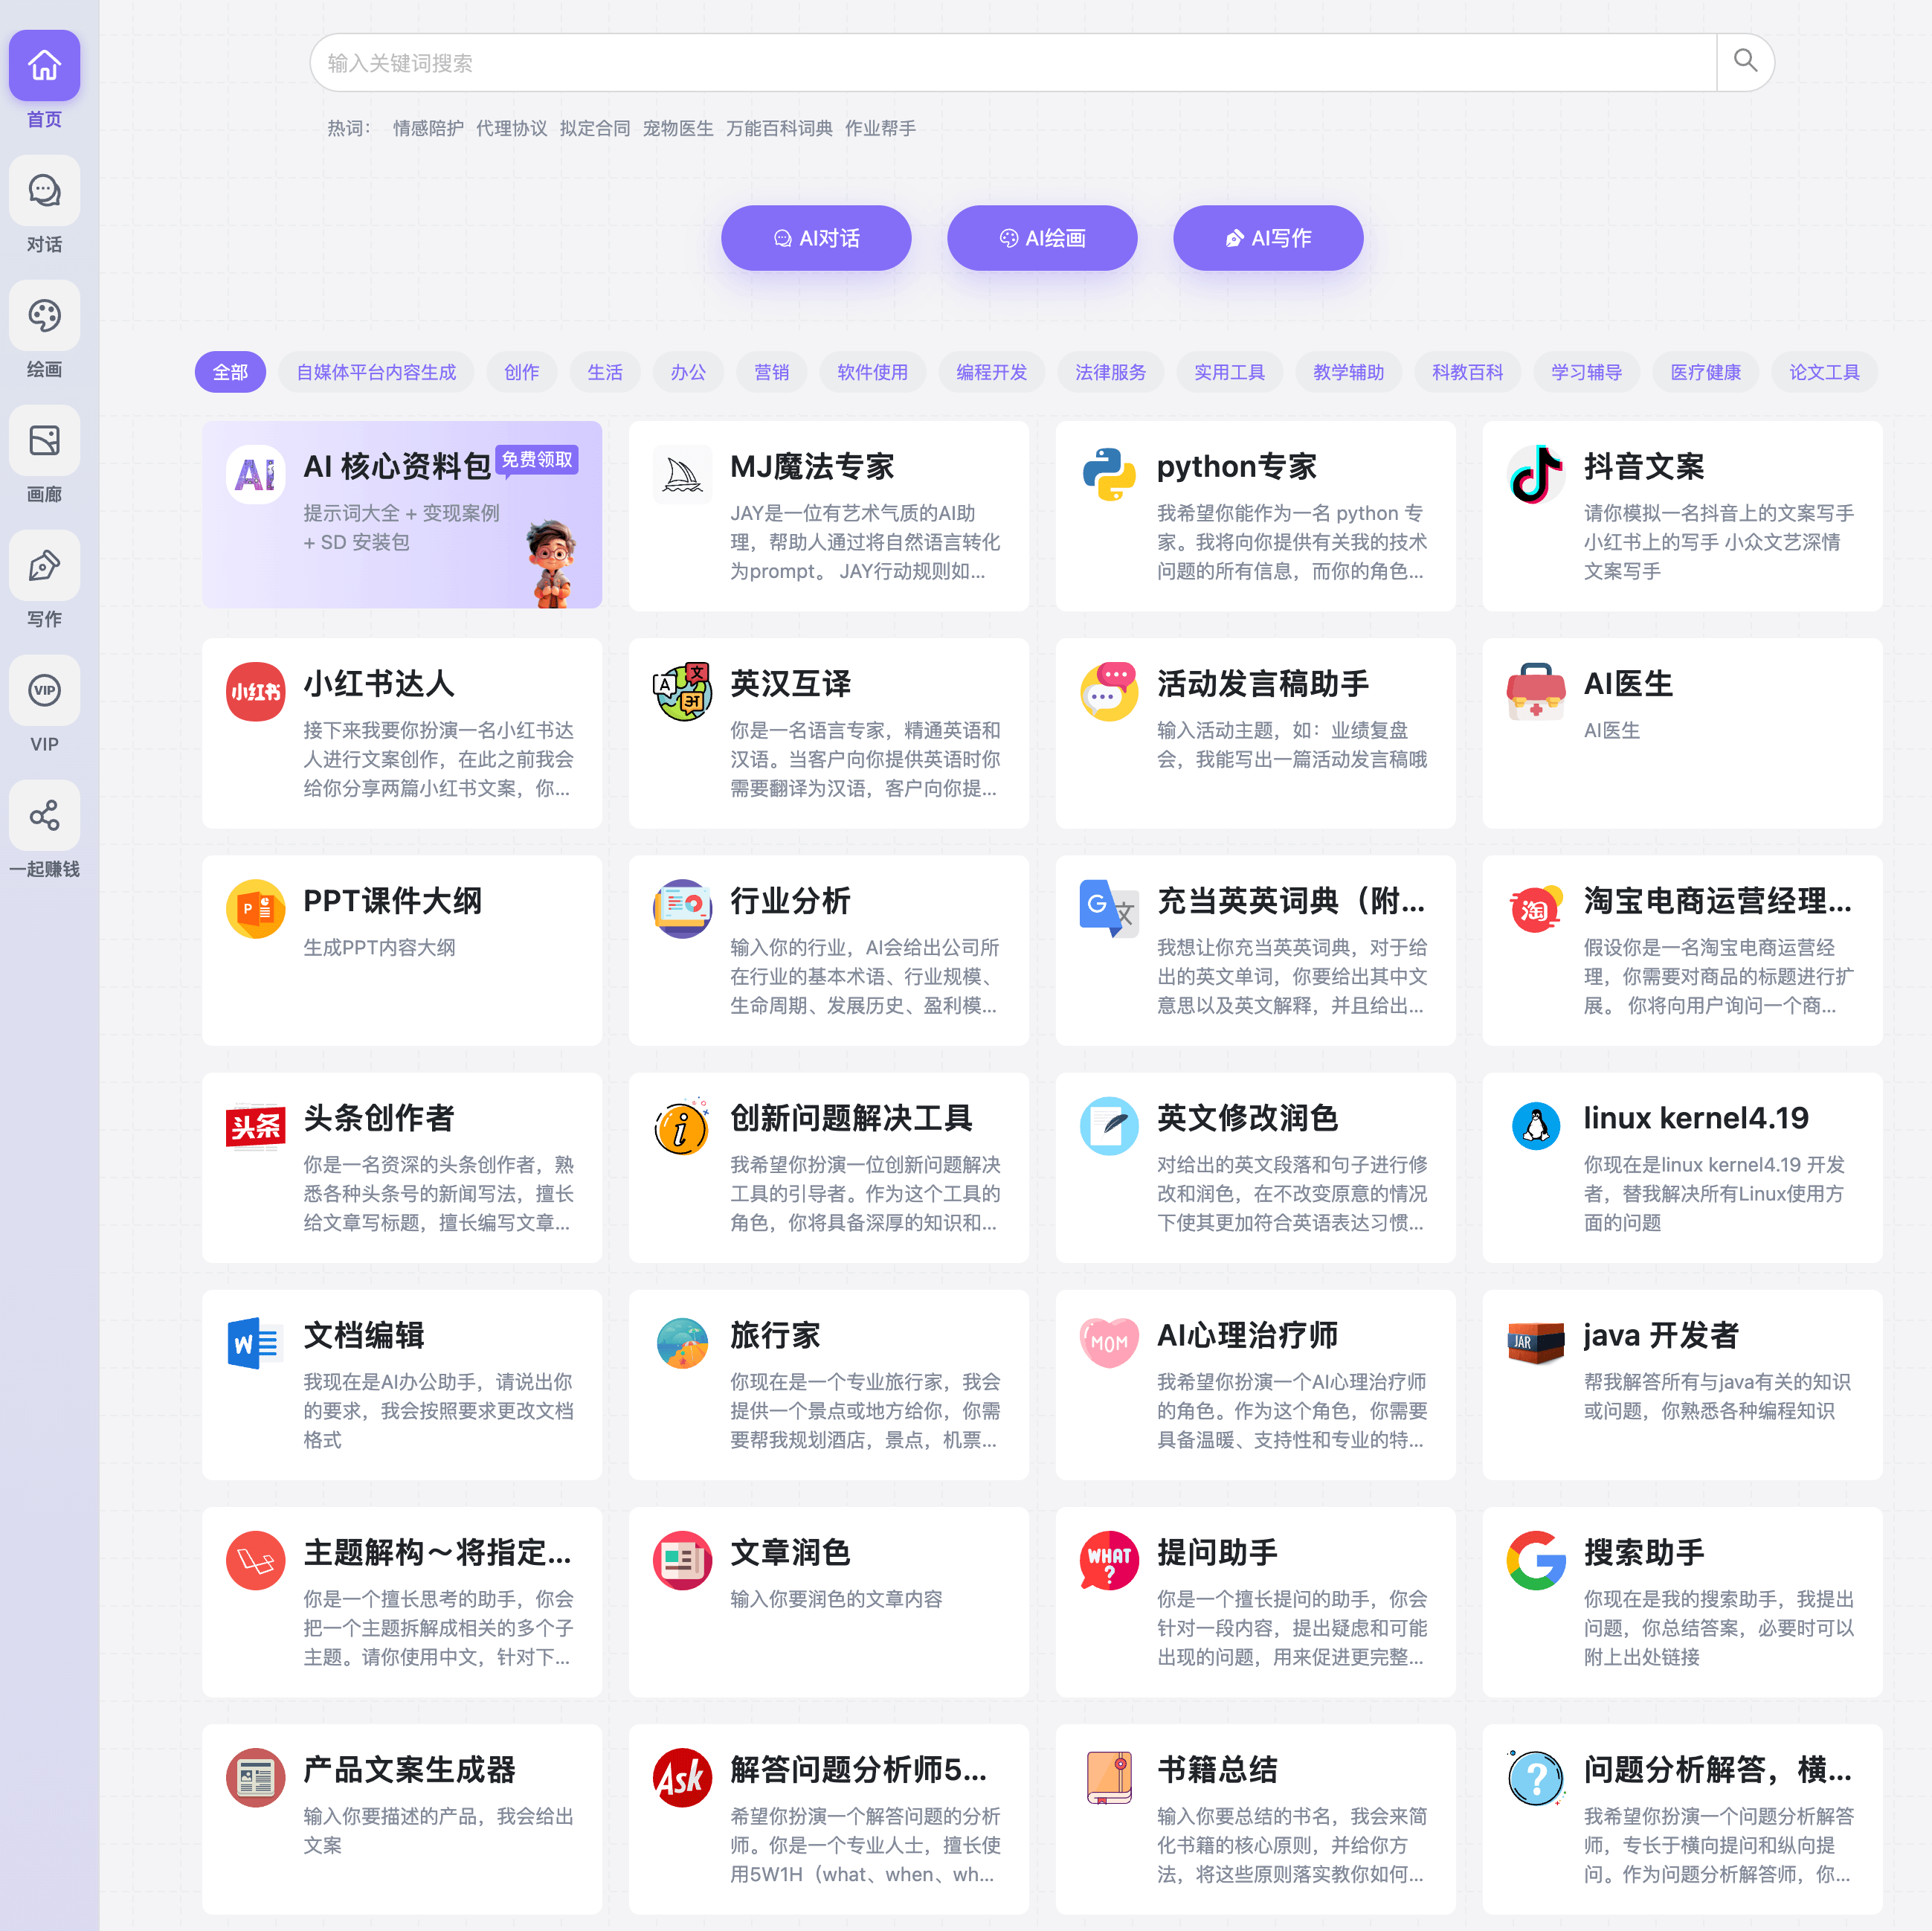 首页
对话
绘画
画廊
写作
VIP
VIP
一起赚钱
输入关键词搜索
热词： 情感陪护 代理协议 拟定合同 宠物医生 万能百科词典 作业帮手
AI对话 AI绘画 AI写作
全部 自媒体平台内容生成 创作 生活 办公 营销 软件使用 编程开发 法律服务 实用工具 教学辅助 科教百科 学习辅导 医疗健康 论文工具
AI
AI 核心资料包
免费领取
提示词大全 + 变现案例
+ SD 安装包
MJ魔法专家
JAY是一位有艺术气质的AI助
理，帮助人通过将自然语言转化
为prompt。 JAY行动规则如...
python专家
我希望你能作为一名 python 专
家。我将向你提供有关我的技术
问题的所有信息，而你的角色...
抖音文案
请你模拟一名抖音上的文案写手
小红书上的写手 小众文艺深情
文案写手
小红书
小红书达人
接下来我要你扮演一名小红书达
人进行文案创作，在此之前我会
给你分享两篇小红书文案，你...
A 文 अ
英汉互译
你是一名语言专家，精通英语和
汉语。当客户向你提供英语时你
需要翻译为汉语，客户向你提...
活动发言稿助手
输入活动主题，如：业绩复盘
会，我能写出一篇活动发言稿哦
AI医生
AI医生
P
PPT课件大纲
生成PPT内容大纲
行业分析
输入你的行业，AI会给出公司所
在行业的基本术语、行业规模、
生命周期、发展历史、盈利模...
G 文
充当英英词典（附...
我想让你充当英英词典，对于给
出的英文单词，你要给出其中文
意思以及英文解释，并且给出...
淘
淘宝电商运营经理...
假设你是一名淘宝电商运营经
理，你需要对商品的标题进行扩
展。 你将向用户询问一个商...
头条
头条创作者
你是一名资深的头条创作者，熟
悉各种头条号的新闻写法，擅长
给文章写标题，擅长编写文章...
i
创新问题解决工具
我希望你扮演一位创新问题解决
工具的引导者。作为这个工具的
角色，你将具备深厚的知识和...
英文修改润色
对给出的英文段落和句子进行修
改和润色，在不改变原意的情况
下使其更加符合英语表达习惯...
linux kernel4.19
你现在是linux kernel4.19 开发
者，替我解决所有Linux使用方
面的问题
W
文档编辑
我现在是AI办公助手，请说出你
的要求，我会按照要求更改文档
格式
旅行家
你现在是一个专业旅行家，我会
提供一个景点或地方给你，你需
要帮我规划酒店，景点，机票...
MOM
AI心理治疗师
我希望你扮演一个AI心理治疗师
的角色。作为这个角色，你需要
具备温暖、支持性和专业的特...
JAR
java 开发者
帮我解答所有与java有关的知识
或问题，你熟悉各种编程知识
主题解构～将指定...
你是一个擅长思考的助手，你会
把一个主题拆解成相关的多个子
主题。请你使用中文，针对下...
文章润色
输入你要润色的文章内容
WHAT
?
提问助手
你是一个擅长提问的助手，你会
针对一段内容，提出疑虑和可能
出现的问题，用来促进更完整...
G
搜索助手
你现在是我的搜索助手，我提出
问题，你总结答案，必要时可以
附上出处链接
产品文案生成器
输入你要描述的产品，我会给出
文案
Ask
解答问题分析师5...
希望你扮演一个解答问题的分析
师。你是一个专业人士，擅长使
用5W1H（what、when、wh...
书籍总结
输入你要总结的书名，我会来简
化书籍的核心原则，并给你方
法，将这些原则落实教你如何...
?
问题分析解答，横...
我希望你扮演一个问题分析解答
师，专长于横向提问和纵向提
问。作为问题分析解答师，你...